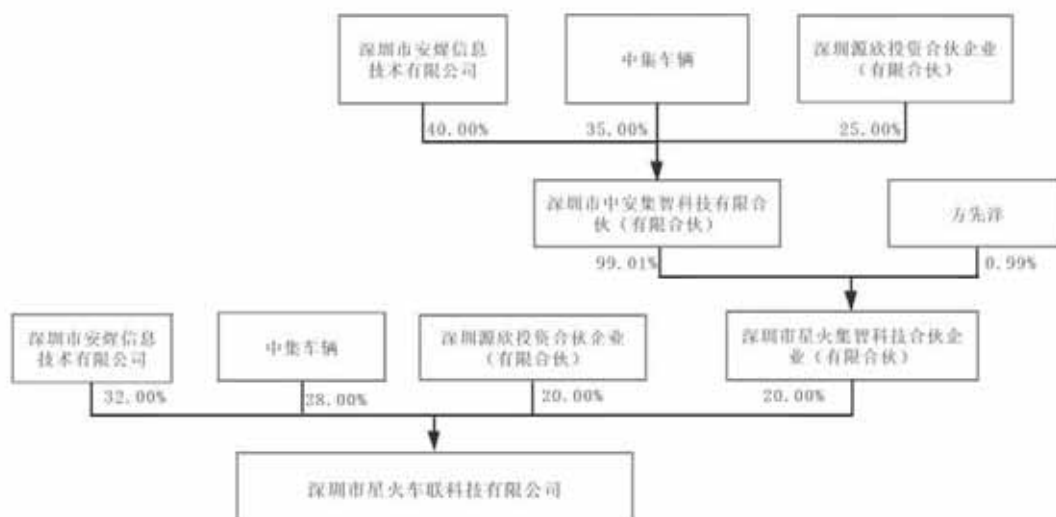 深圳市安煋信息
技术有限公司
中集车辆
深圳源欣投资合伙企业
（有限合伙）
40.00%
35.00%
25.00%
深圳市中安集智科技有限合
伙（有限合伙）
方先洋
99.01%
0.99%
深圳市安煋信息
技术有限公司
中集车辆
深圳源欣投资合伙企业
（有限合伙）
深圳市星火集智科技合伙企
业（有限合伙）
32.00%
28.00%
20.00%
20.00%
深圳市星火车联科技有限公司